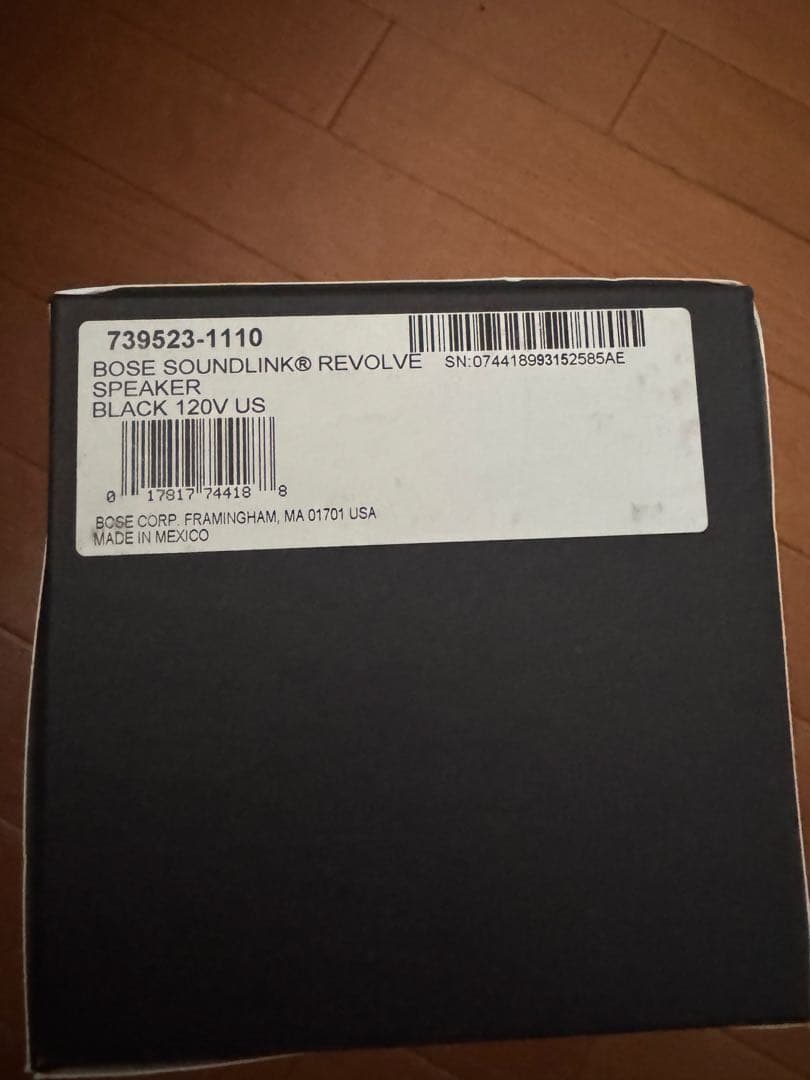 739523-1110
BOSE SOUNDLINK® REVOLVE
SPEAKER
BLACK 120V US
SN:074418993152585AE
0 17817 74418 8
BOSE CORP. FRAMINGHAM, MA 01701 USA
MADE IN MEXICO